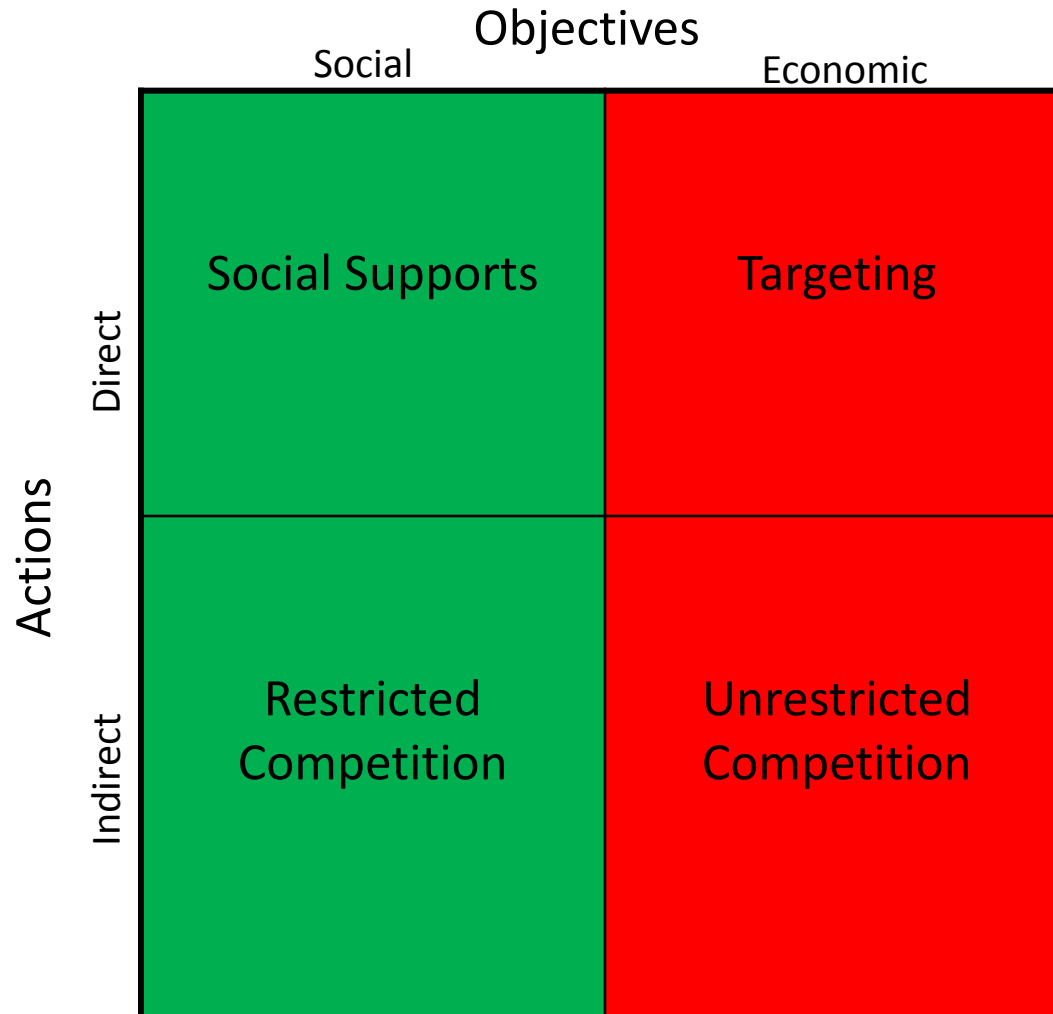 Objectives
Social
Economic
Actions
Direct
Social Supports
Targeting
Indirect
Restricted
Competition
Unrestricted
Competition